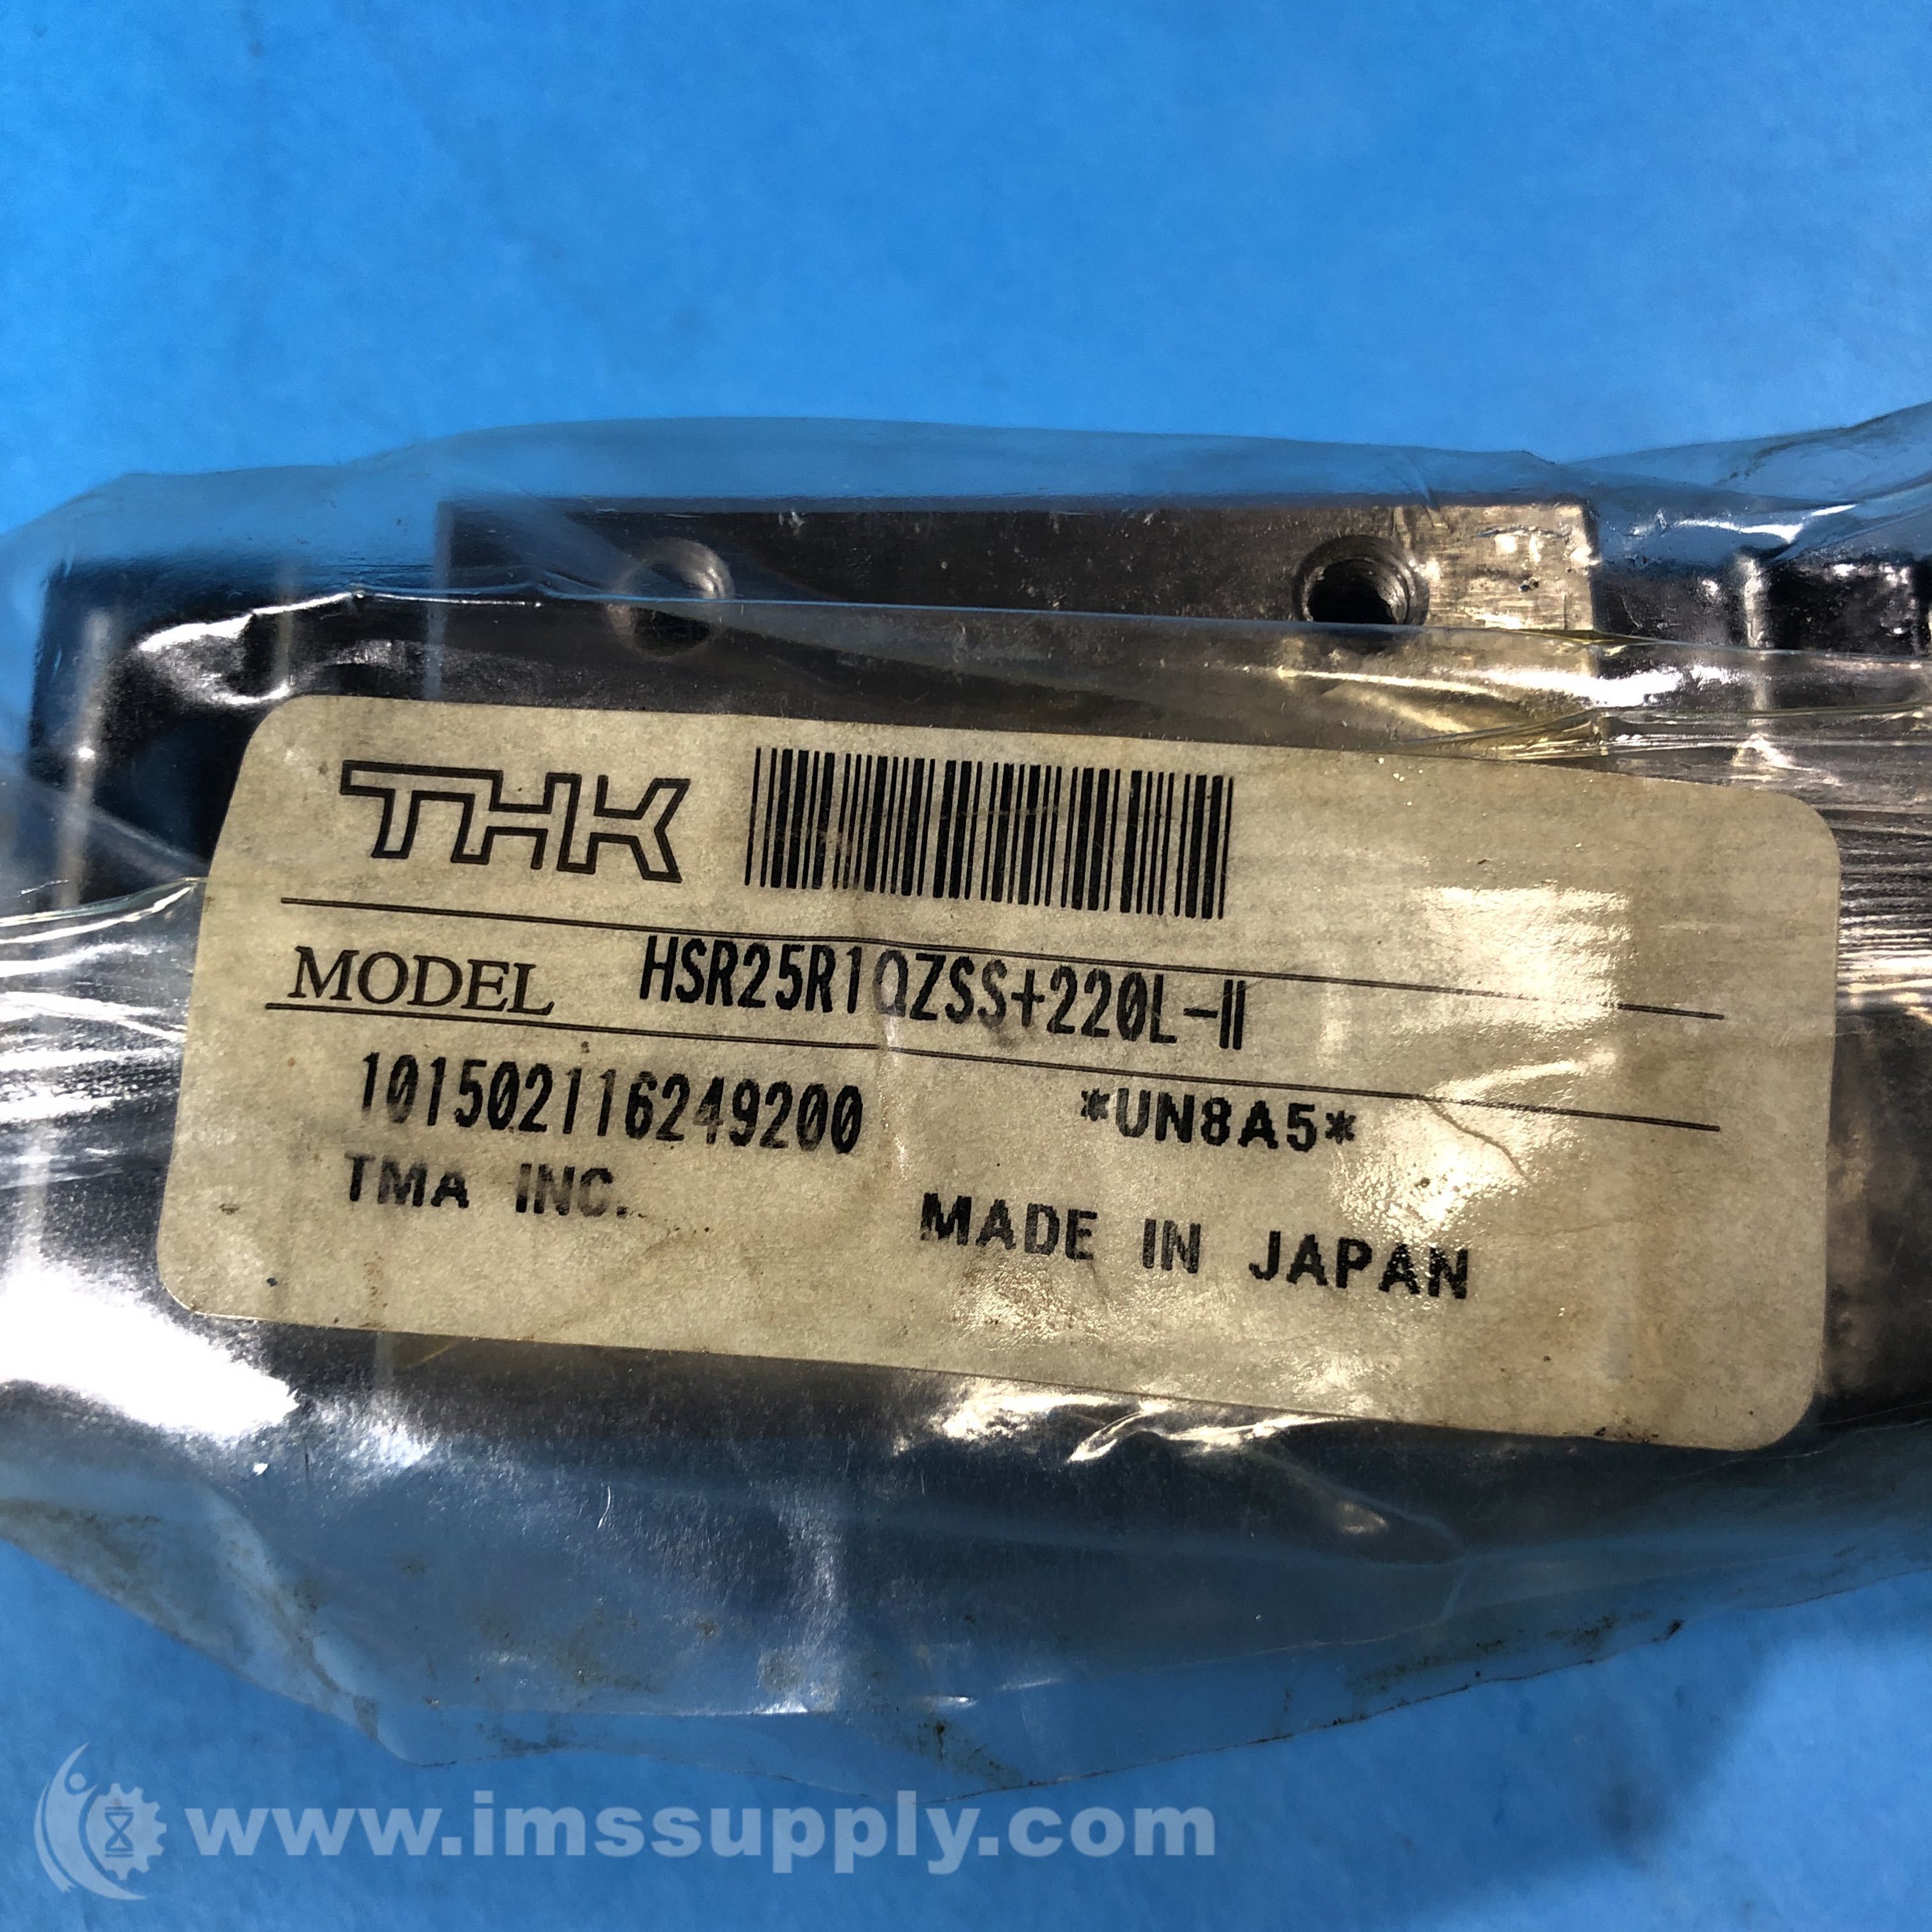 THK
MODEL HSR25R1QZSS+220L-II
101502116249200 *UN8A5*
TMA INC. MADE IN JAPAN
www.imssupply.com